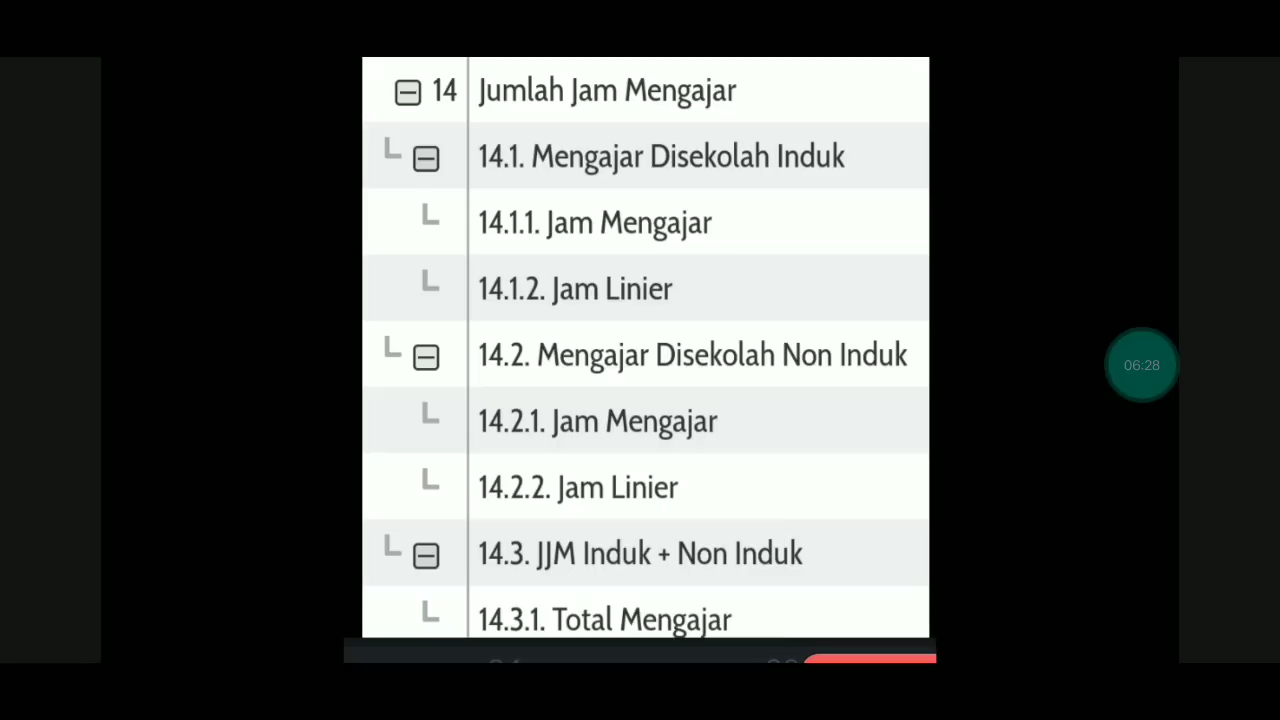 14 Jumlah Jam Mengajar
14.1. Mengajar Disekolah Induk
14.1.1. Jam Mengajar
14.1.2. Jam Linier
14.2. Mengajar Disekolah Non Induk
06:28
14.2.1. Jam Mengajar
14.2.2. Jam Linier
14.3. JJM Induk + Non Induk
14.3.1. Total Mengajar